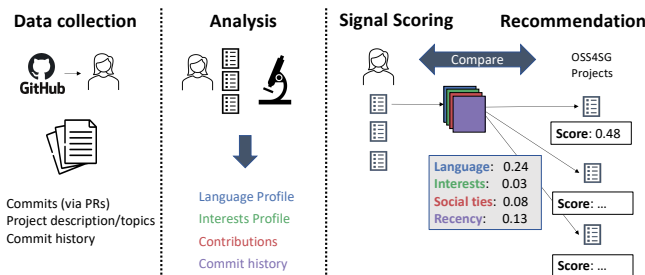 Data collection
GitHub
Commits (via PRs)
Project description/topics
Commit history
Analysis
Language Profile
Interests Profile
Contributions
Commit history
Signal Scoring
Recommendation
Compare
OSS4SG
Projects
Language: 0.24
Interests: 0.03
Social ties: 0.08
Recency: 0.13
Score: 0.48
Score: ...
Score: ...